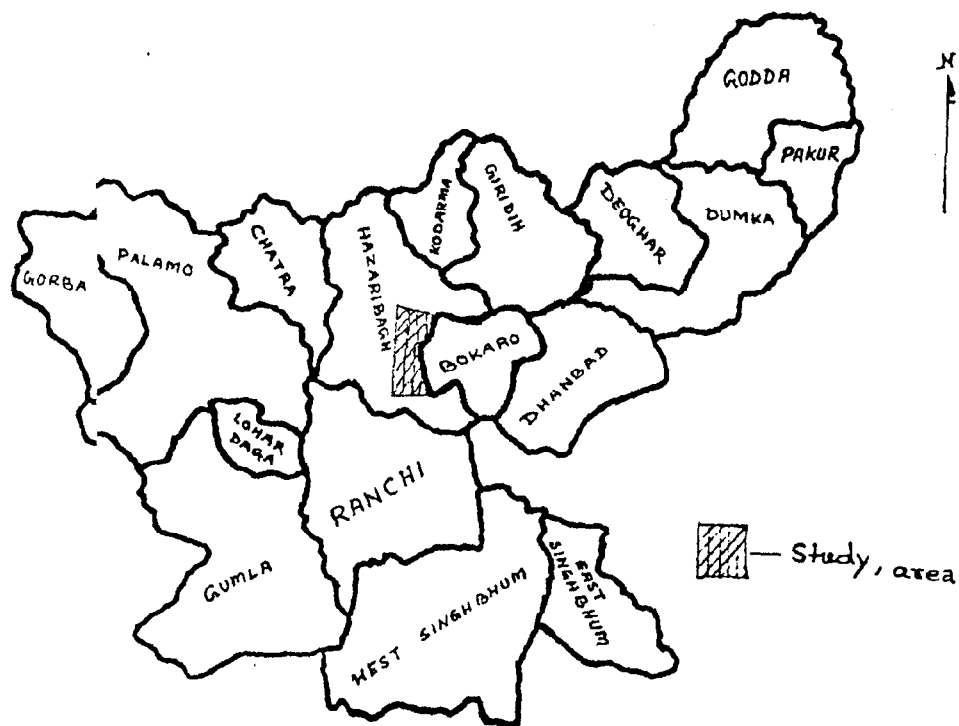 GODDA
N
PAKUR
KODARMA
GIRIDIH
DEOGHAR
DUMKA
GORBA
PALAMO
CHATRA
HAZARIBAGH
BOKARO
DHANBAD
LOHAR
DAGA
RANCHI
Study, area
GUMLA
HEST SINGHBHUM
EAST
SINGHBHUM